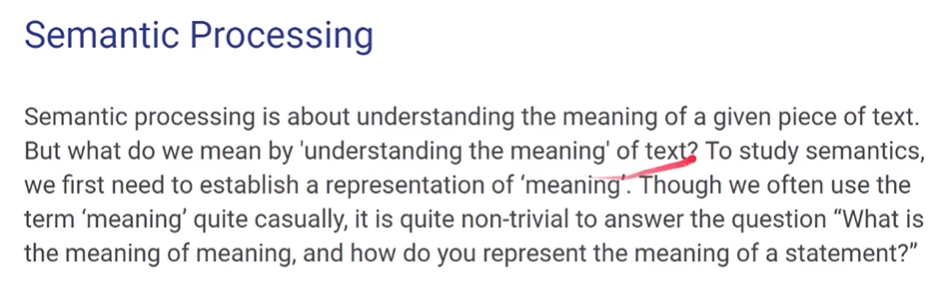 Semantic Processing
Semantic processing is about understanding the meaning of a given piece of text.
But what do we mean by 'understanding the meaning' of text? To study semantics,
we first need to establish a representation of ‘meaning’. Though we often use the
term ‘meaning’ quite casually, it is quite non-trivial to answer the question “What is
the meaning of meaning, and how do you represent the meaning of a statement?”